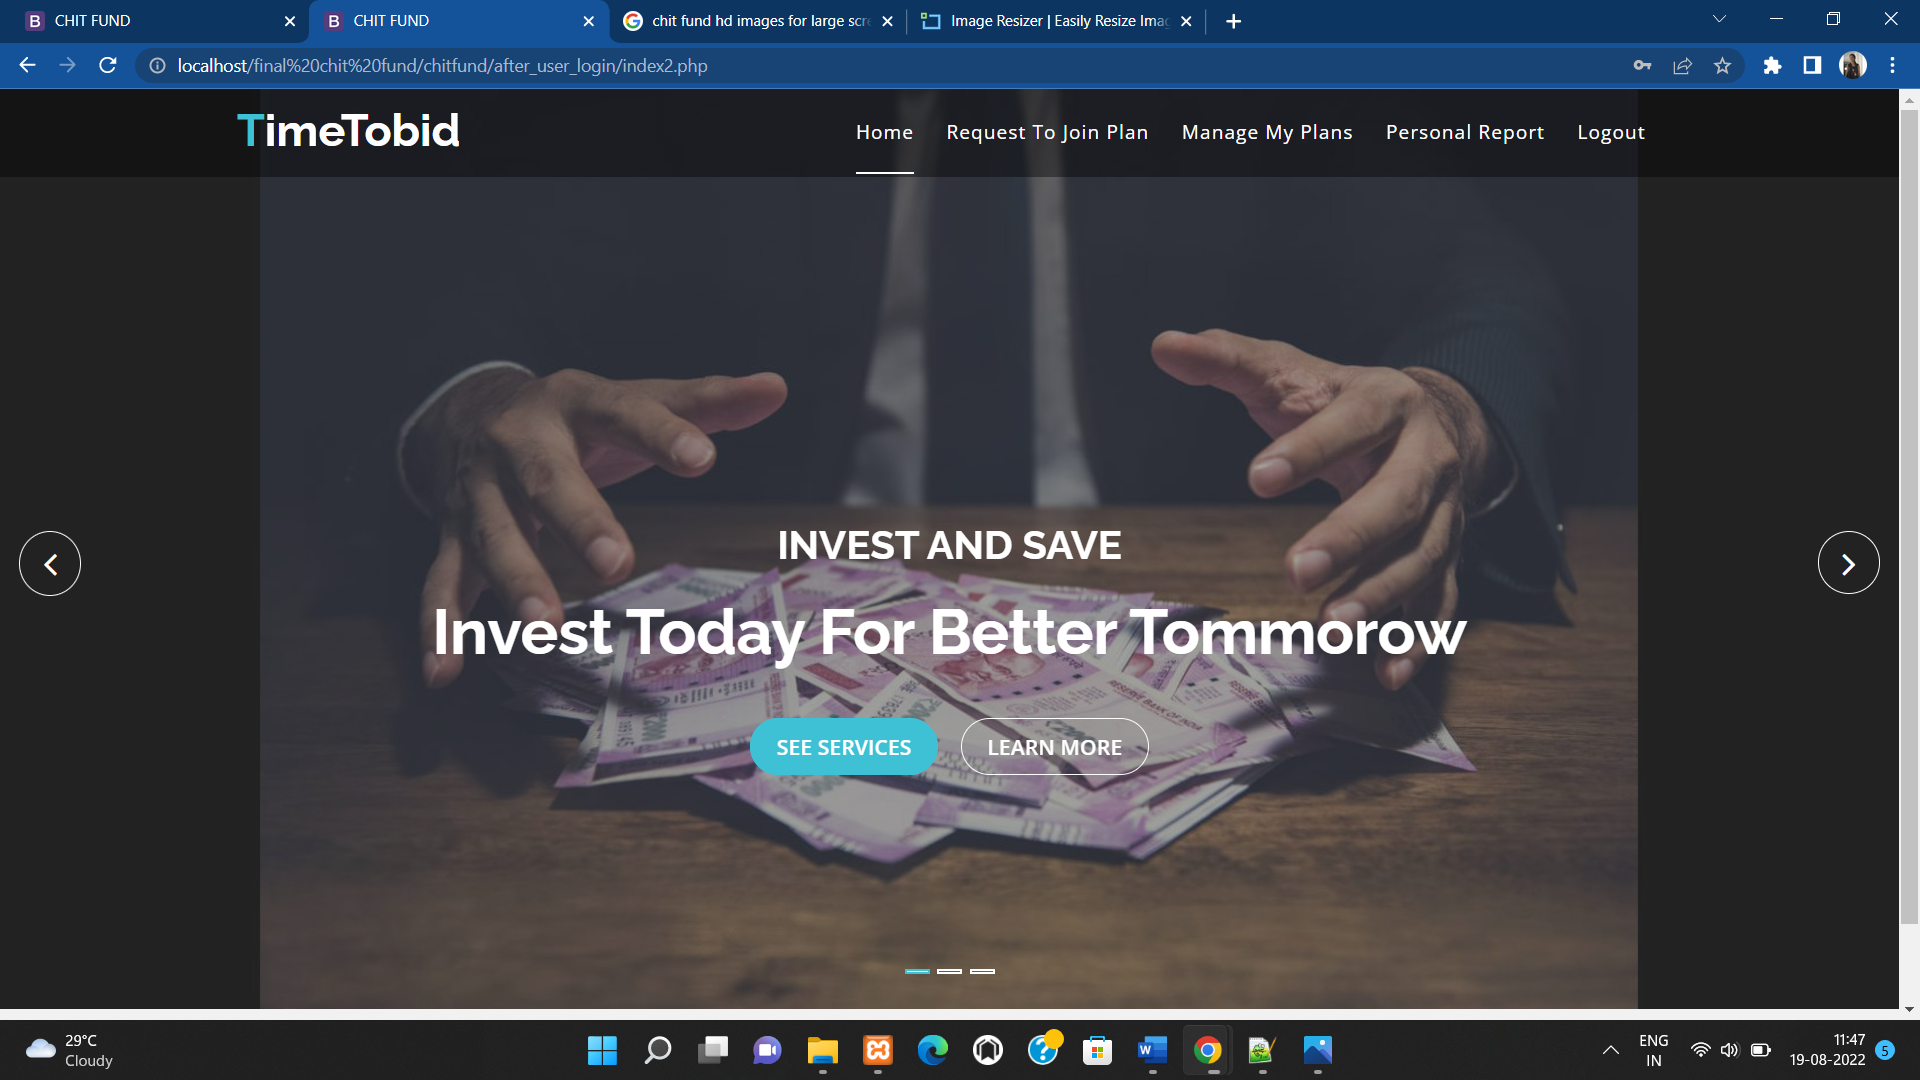 CHIT FUND
CHIT FUND
chit fund hd images for large scre
Image Resizer | Easily Resize Imag
localhost/final%20chit%20fund/chitfund/after_user_login/index2.php
TimeTobid
Home Request To Join Plan Manage My Plans Personal Report Logout
INVEST AND SAVE
Invest Today For Better Tommorow
SEE SERVICES LEARN MORE
29°C
Cloudy
ENG
IN
11:47
19-08-2022
5